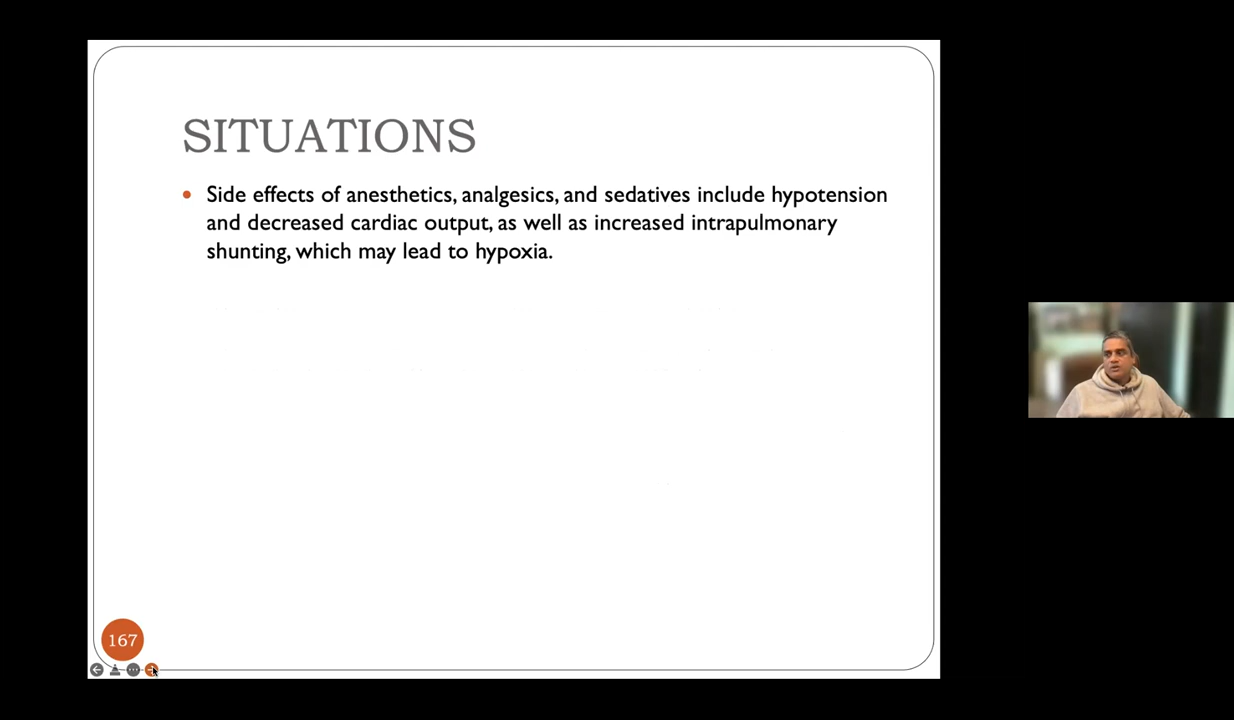 SITUATIONS
• Side effects of anesthetics, analgesics, and sedatives include hypotension
and decreased cardiac output, as well as increased intrapulmonary
shunting, which may lead to hypoxia.
167